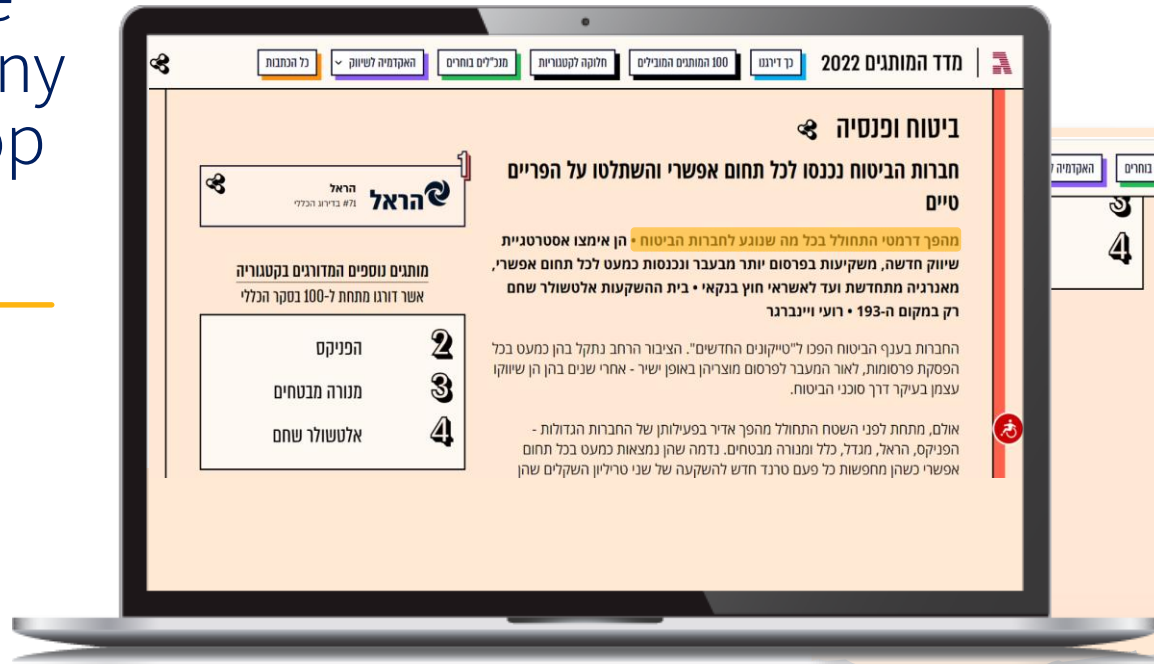 ny
op
מדד המותגים 2022
כך דירגנו
100 המותגים המובילים
חלוקה לקטגוריות
מנכ"לים בוחרים
האקדמיה לשיווק
כל הכתבות
ביטוח ופנסיה
חברות הביטוח נכנסו לכל תחום אפשרי והשתלטו על הפריים
טיים
מהפך דרמטי התחולל בכל מה שנוגע לחברות הביטוח • הן אימצו אסטרטגיית
שיווק חדשה, משקיעות בפרסום יותר מבעבר ונכנסות כמעט לכל תחום אפשרי,
מאנרגיה מתחדשת ועד לאשראי חוץ בנקאי • בית ההשקעות אלטשולר שחם
רק במקום ה-193 • רועי ויינברגר
החברות בענף הביטוח הפכו ל"טייקונים החדשים". הציבור הרחב נתקל בהן כמעט בכל
הפסקת פרסומות, לאור המעבר לפרסום מוצריהן באופן ישיר - אחרי שנים בהן הן שיווקו
עצמן בעיקר דרך סוכני הביטוח.
אולם, מתחת לפני השטח התחולל מהפך אדיר בפעילותן של החברות הגדולות -
הפניקס, הראל, מגדל, כלל ומנורה מבטחים. נדמה שהן נמצאות כמעט בכל תחום
אפשרי כשהן מחפשות כל פעם טרנד חדש להשקעה של שני טריליון השקלים שהן
1
הראל
הראל
#71 בדירוג הכללי
מותגים נוספים המדורגים בקטגוריה
אשר דורגו מתחת ל-100 בסקר הכללי
2 הפניקס
3 מנורה מבטחים
4 אלטשולר שחם
בוחרים
האקדמיה ל
3
4